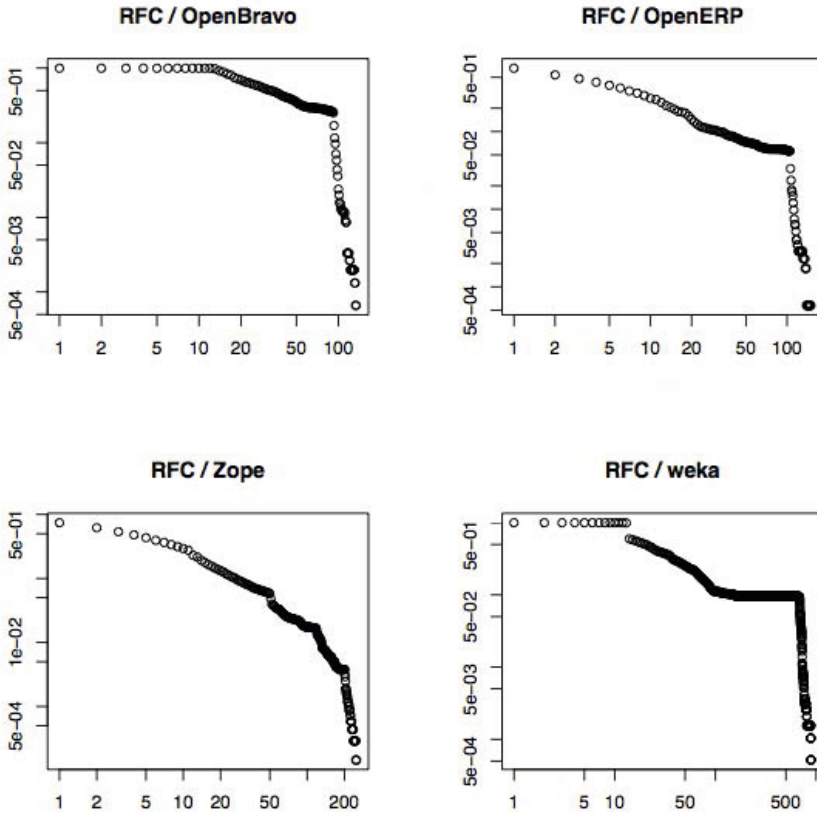 RFC / OpenBravo
5e-01
5e-02
5e-03
5e-04
1 2 5 10 20 50 100
RFC / OpenERP
5e-01
5e-02
5e-03
5e-04
1 2 5 10 20 50 100
RFC / Zope
5e-01
1e-02
5e-04
1 2 5 10 20 50 200
RFC / weka
5e-01
5e-02
5e-03
5e-04
1 5 10 50 500